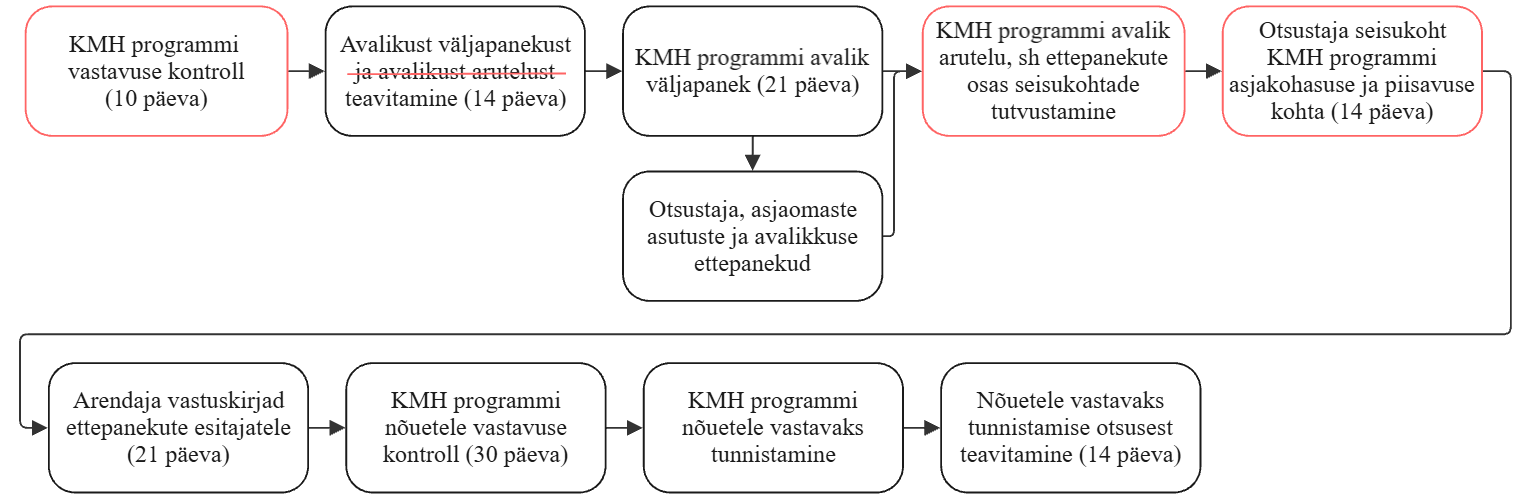 KMH programmi
vastavuse kontroll
(10 päeva)
Avalikust väljapanekust
ja avalikust arutelust
teavitamine (14 päeva)
KMH programmi avalik
väljapanek (21 päeva)
Otsustaja, asjaomaste
asutuste ja avalikkuse
ettepanekud
KMH programmi avalik
arutelu, sh ettepanekute
osas seisukohtade
tutvustamine
Otsustaja seisukoht
KMH programmi
asjakohasuse ja piisavuse
kohta (14 päeva)
Arendaja vastuskirjad
ettepanekute esitajatele
(21 päeva)
KMH programmi
nõuetele vastavuse
kontroll (30 päeva)
KMH programmi
nõuetele vastavaks
tunnistamine
Nõuetele vastavaks
tunnistamise otsusest
teavitamine (14 päeva)